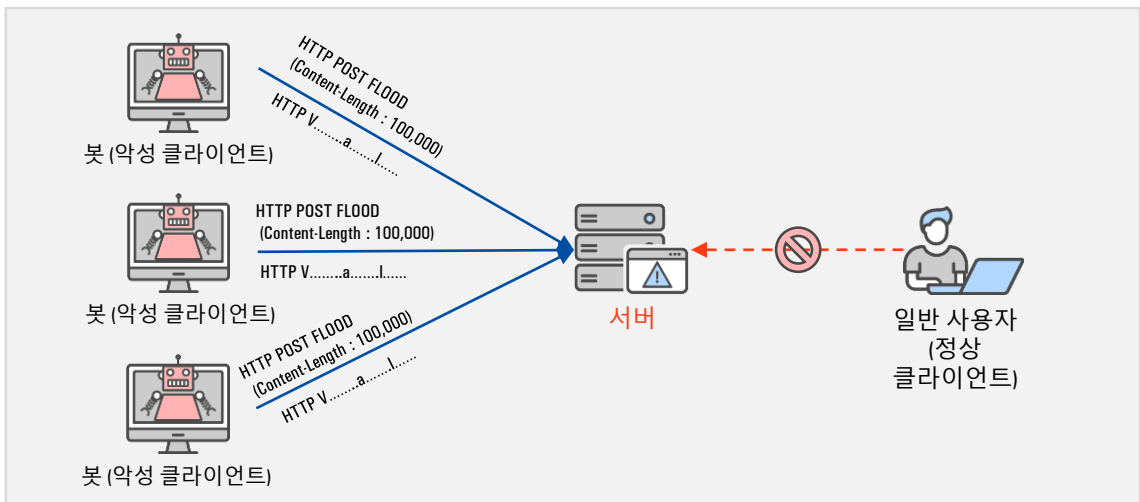 HTTP POST FLOOD
(Content-Length : 100,000)
HTTP V.......a.......l......
봇 (악성 클라이언트)
HTTP POST FLOOD
(Content-Length : 100,000)
HTTP V........a.......l......
봇 (악성 클라이언트)
HTTP POST FLOOD
(Content-Length : 100,000)
HTTP V........a.......l......
봇 (악성 클라이언트)
서버
일반 사용자
(정상
클라이언트)